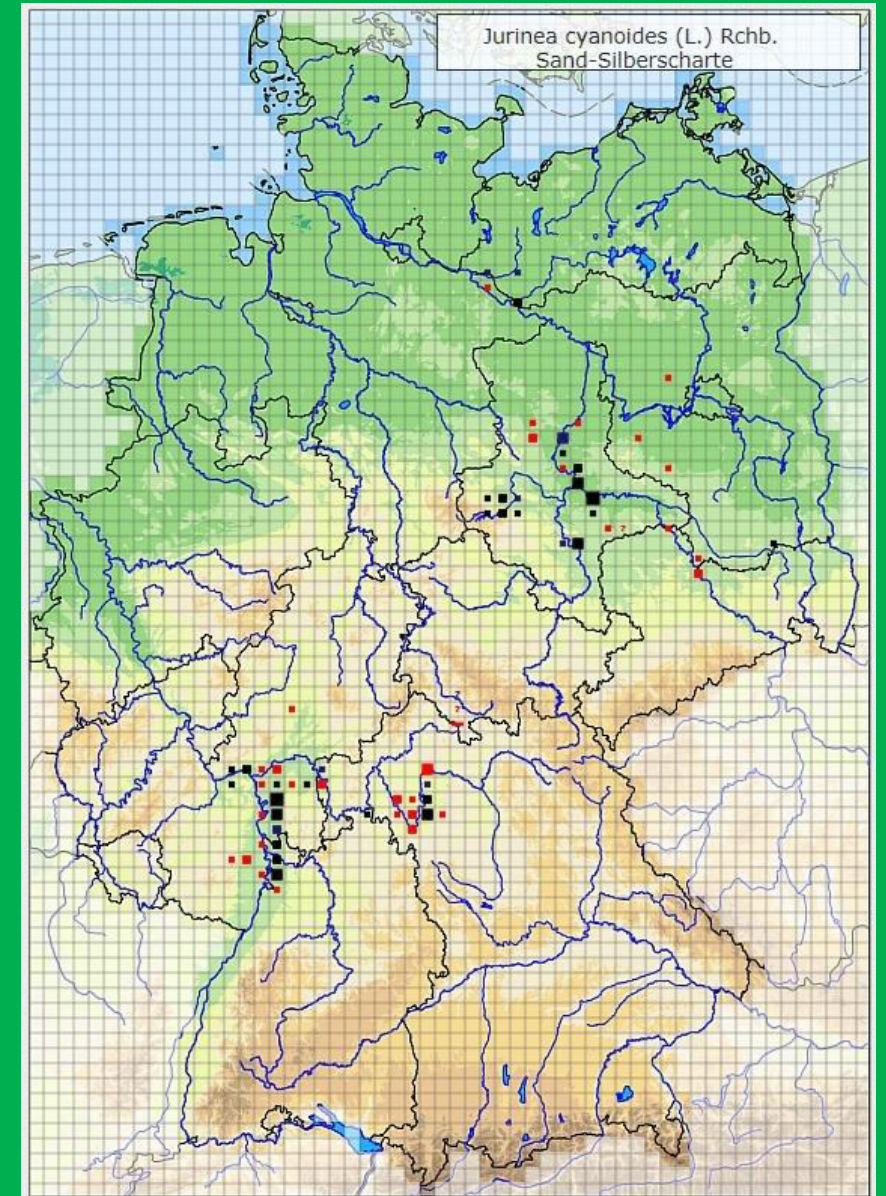 Jurinea cyanoides (L.) Rchb.
Sand-Silberscharte
?
?